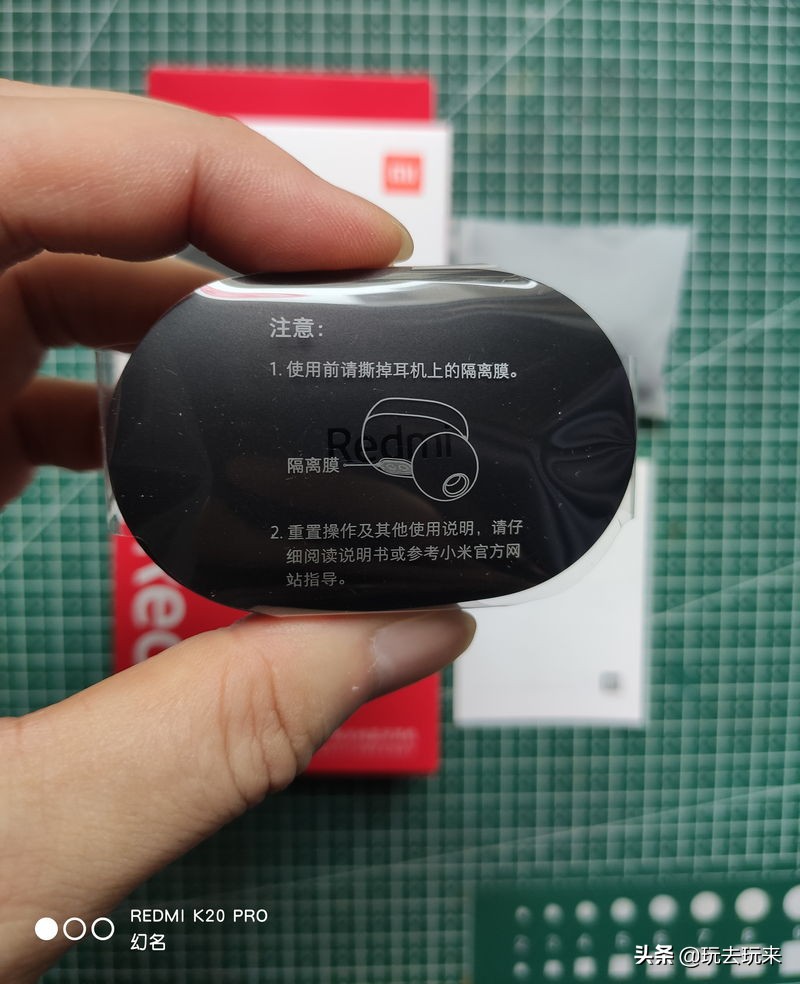 mi
注意：
1. 使用前请撕掉耳机上的隔离膜。
Redmi
隔离膜
2. 重置操作及其他使用说明，请仔
细阅读说明书或参考小米官方网
站指导。
Red
REDMI K20 PRO
幻名
头条 @玩去玩来